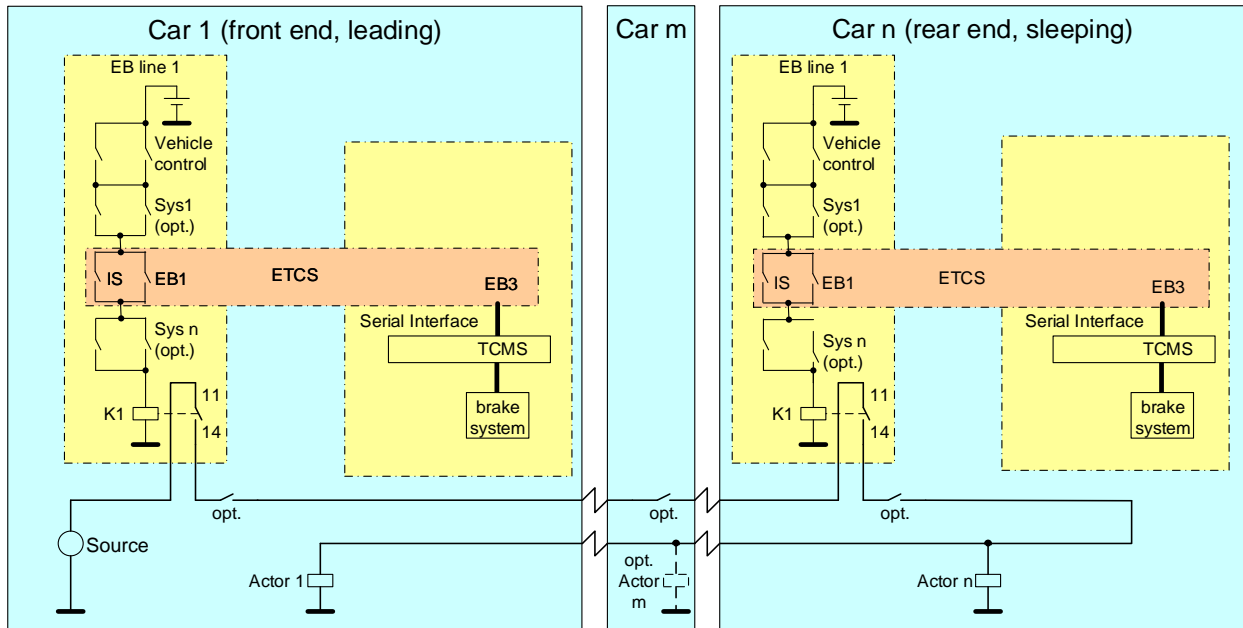 Car 1 (front end, leading)
EB line 1
Vehicle
control
Sys1
(opt.)
IS
EB1
ETCS
EB3
Sys n
(opt.)
Serial Interface
TCMS
K1
11
14
brake
system
opt.
Source
Actor 1
Car m
opt.
opt.
Actor
m
Car n (rear end, sleeping)
EB line 1
Vehicle
control
Sys1
(opt.)
IS
EB1
ETCS
EB3
Serial Interface
Sys n
(opt.)
TCMS
K1
11
14
brake
system
opt.
Actor n